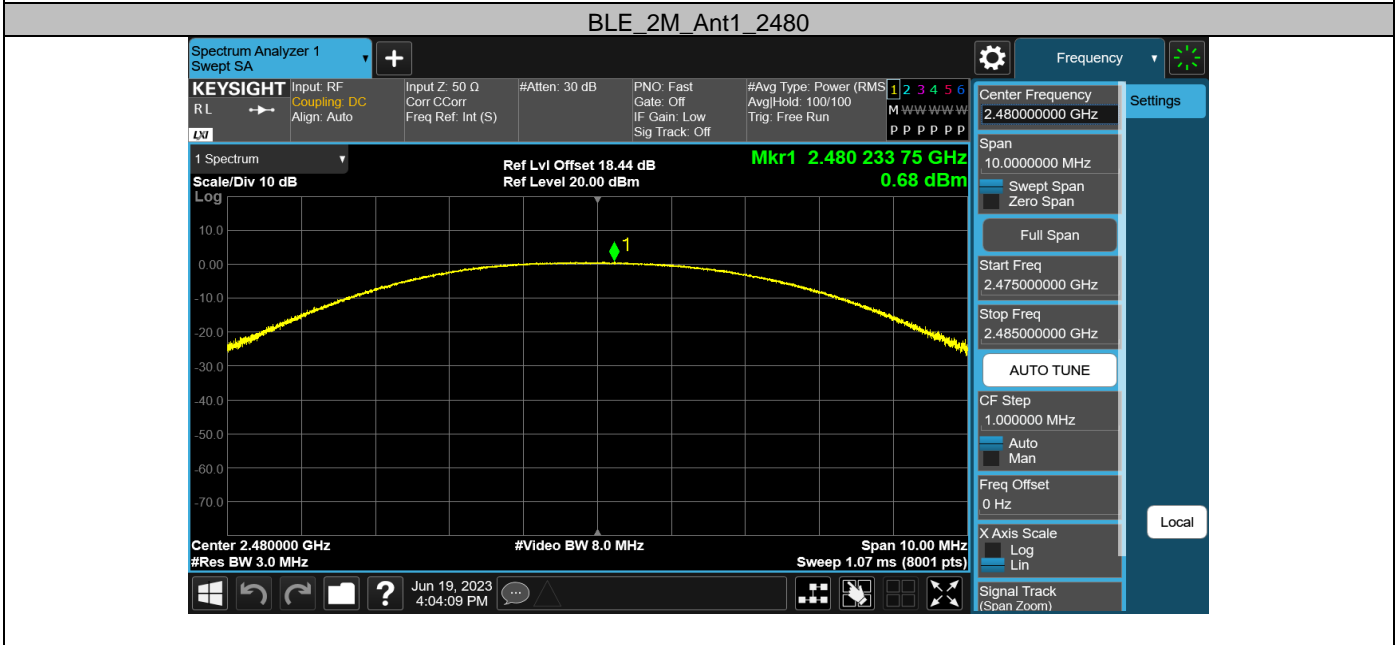 BLE_2M_Ant1_2480
Spectrum Analyzer 1
Swept SA
+
Frequency
KEYSIGHT
RL
LXI
Input: RF
Coupling: DC
Align: Auto
Input Z: 50 Ω
Corr CCorr
Freq Ref: Int (S)
#Atten: 30 dB
PNO: Fast
Gate: Off
IF Gain: Low
Sig Track: Off
#Avg Type: Power (RMS
Avg|Hold: 100/100
Trig: Free Run
1 2 3 4 5 6
M W W W W W
P P P P P P
1 Spectrum
Scale/Div 10 dB
Log
Ref Lvl Offset 18.44 dB
Ref Level 20.00 dBm
Mkr1 2.480 233 75 GHz
0.68 dBm
1
10.0
0.00
-10.0
-20.0
-30.0
-40.0
-50.0
-60.0
-70.0
Center 2.480000 GHz
#Res BW 3.0 MHz
#Video BW 8.0 MHz
Span 10.00 MHz
Sweep 1.07 ms (8001 pts)
Center Frequency
2.480000000 GHz
Span
10.0000000 MHz
Swept Span
Zero Span
Full Span
Start Freq
2.475000000 GHz
Stop Freq
2.485000000 GHz
AUTO TUNE
CF Step
1.000000 MHz
Auto
Man
Freq Offset
0 Hz
X Axis Scale
Log
Lin
Signal Track
(Span Zoom)
Settings
Local
?
Jun 19, 2023
4:04:09 PM